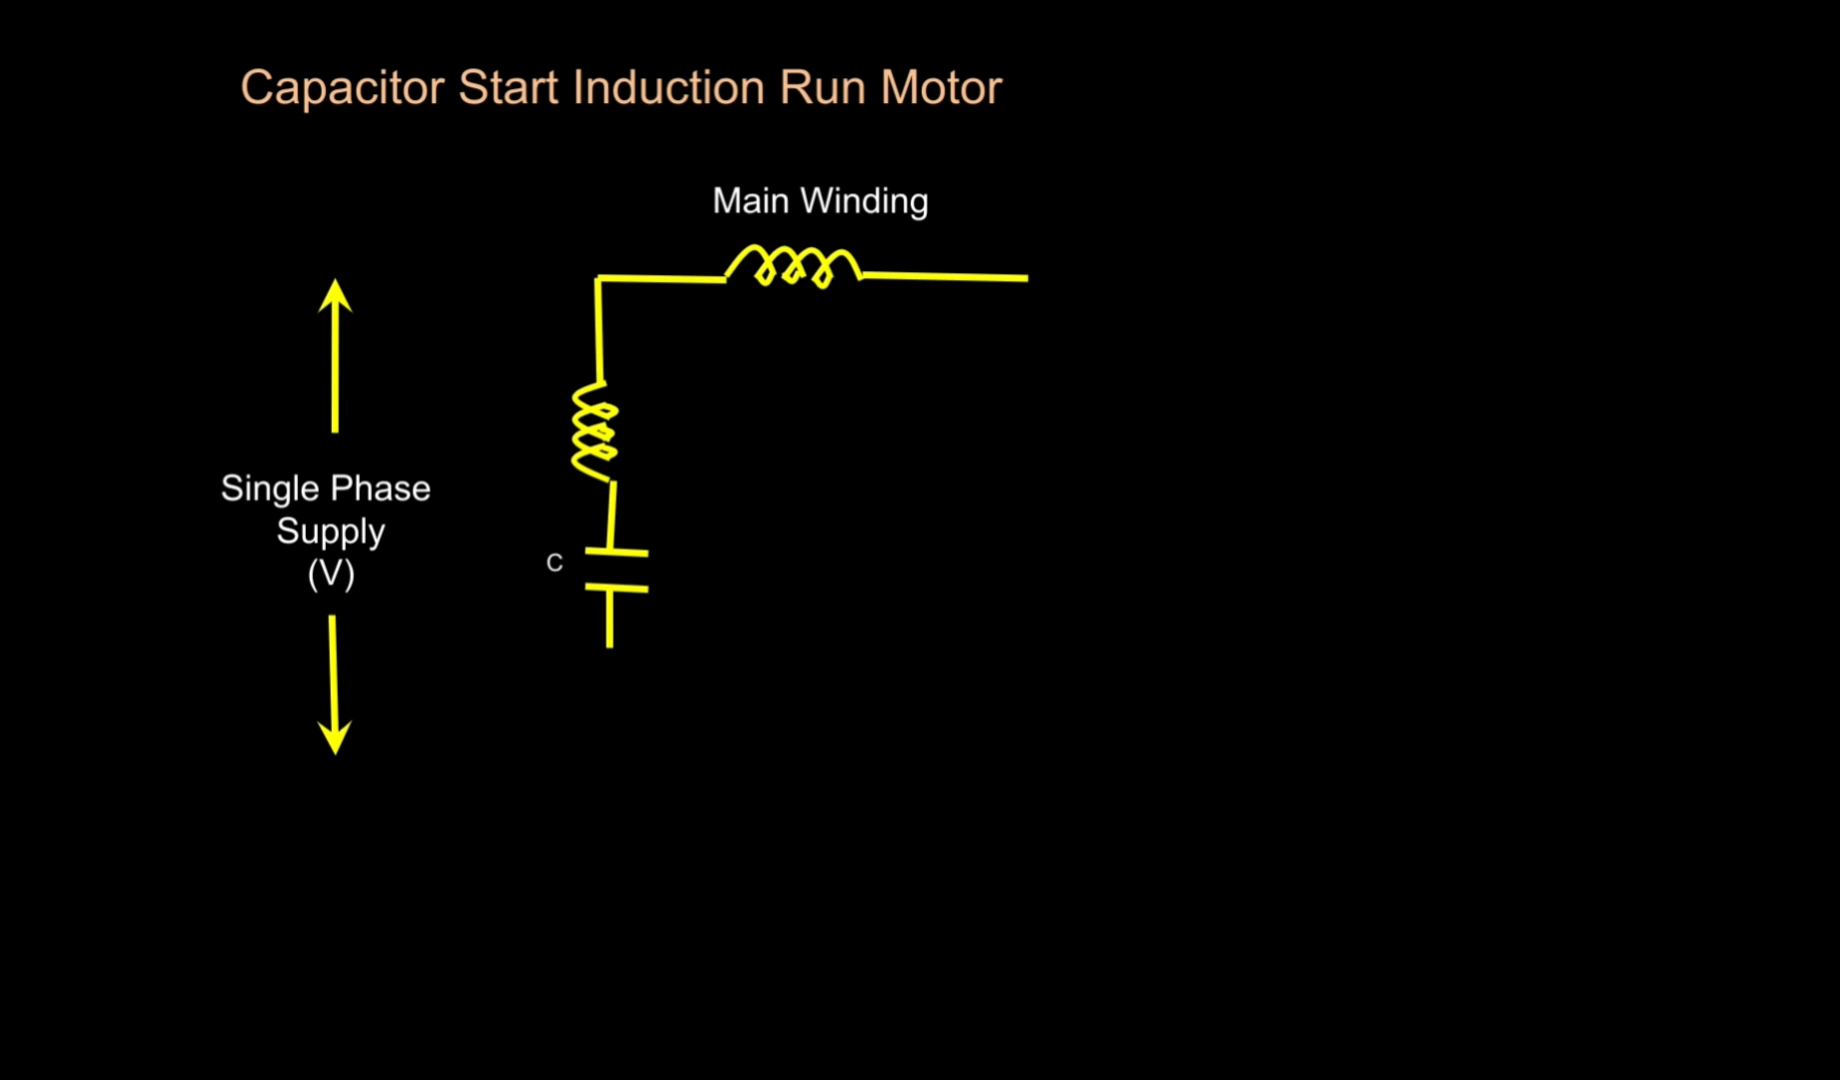 Capacitor Start Induction Run Motor
Main Winding
Single Phase
Supply
(V)
C